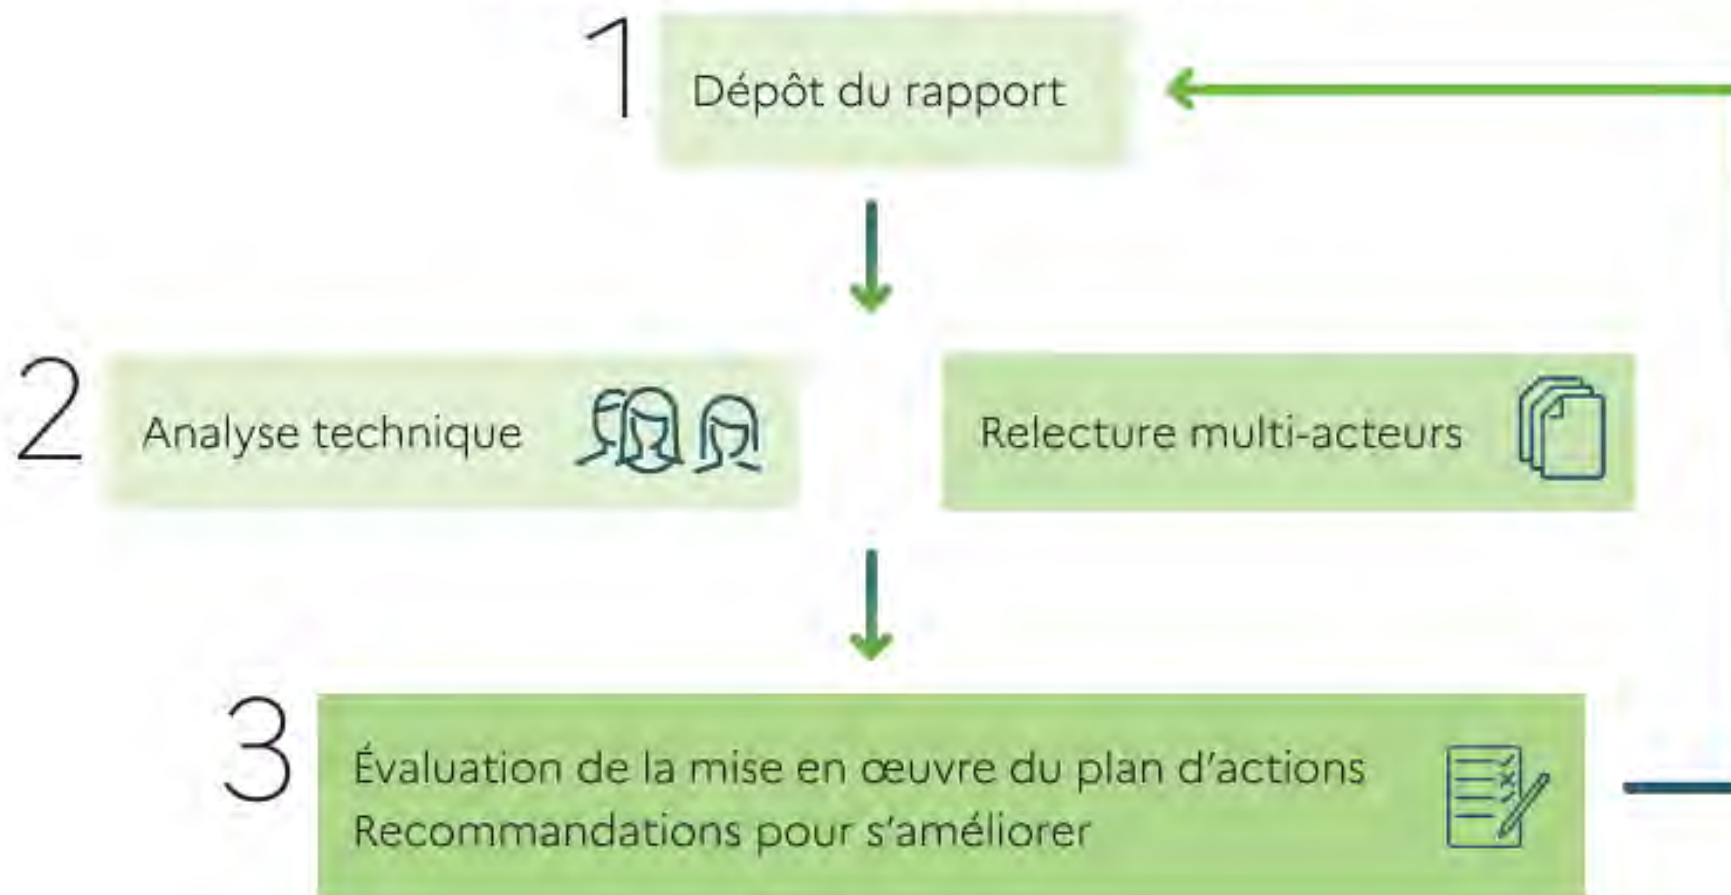 1
Dépôt du rapport
2
Analyse technique
Relecture multi-acteurs
3
Évaluation de la mise en œuvre du plan d'actions
Recommandations pour s'améliorer